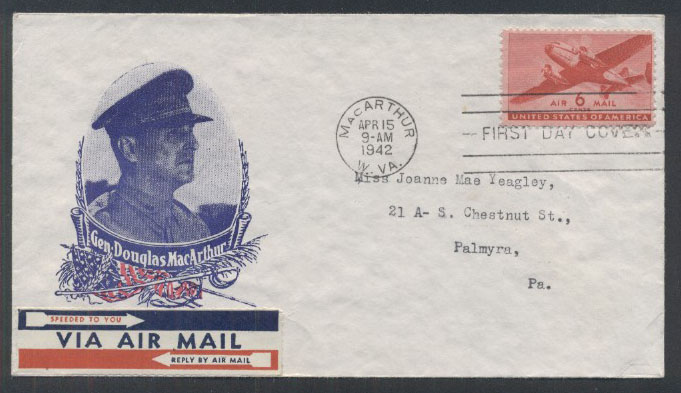 Gen. Douglas MacArthur
SPEEDED TO YOU
VIA AIR MAIL
REPLY BY AIR MAIL
MACARTHUR
APR 15
9-AM
1942
W. VA.
AIR 6 MAIL
CENTS
UNITED STATES OF AMERICA
FIRST DAY COVER
Miss Joanne Mae Yeagley,
21 A- S. Chestnut St.,
Palmyra,
Pa.